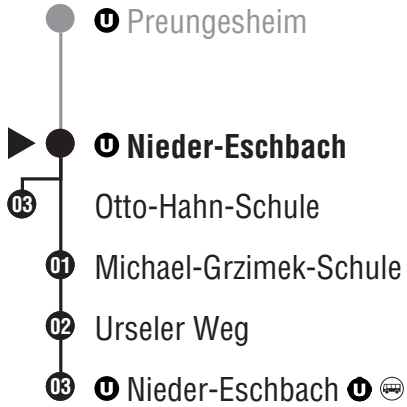 U Preungesheim
U Nieder-Eschbach
03 Otto-Hahn-Schule
01 Michael-Grzimek-Schule
02 Urseler Weg
03 U Nieder-Eschbach U